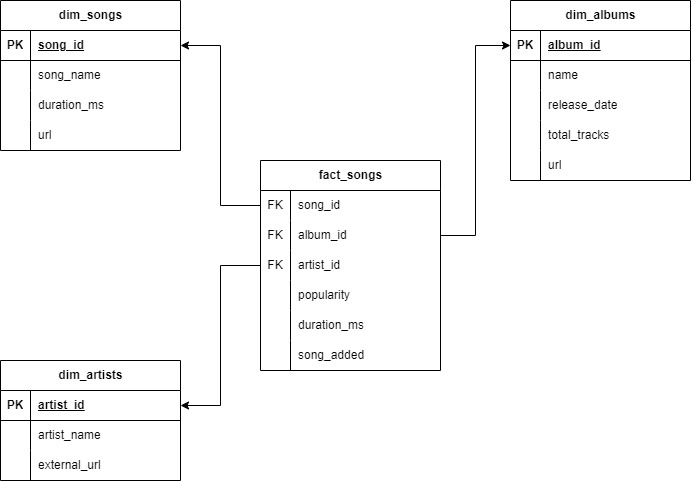 dim_songs
PK song_id
song_name
duration_ms
url
dim_albums
PK album_id
name
release_date
total_tracks
url
fact_songs
FK song_id
FK album_id
FK artist_id
popularity
duration_ms
song_added
dim_artists
PK artist_id
artist_name
external_url